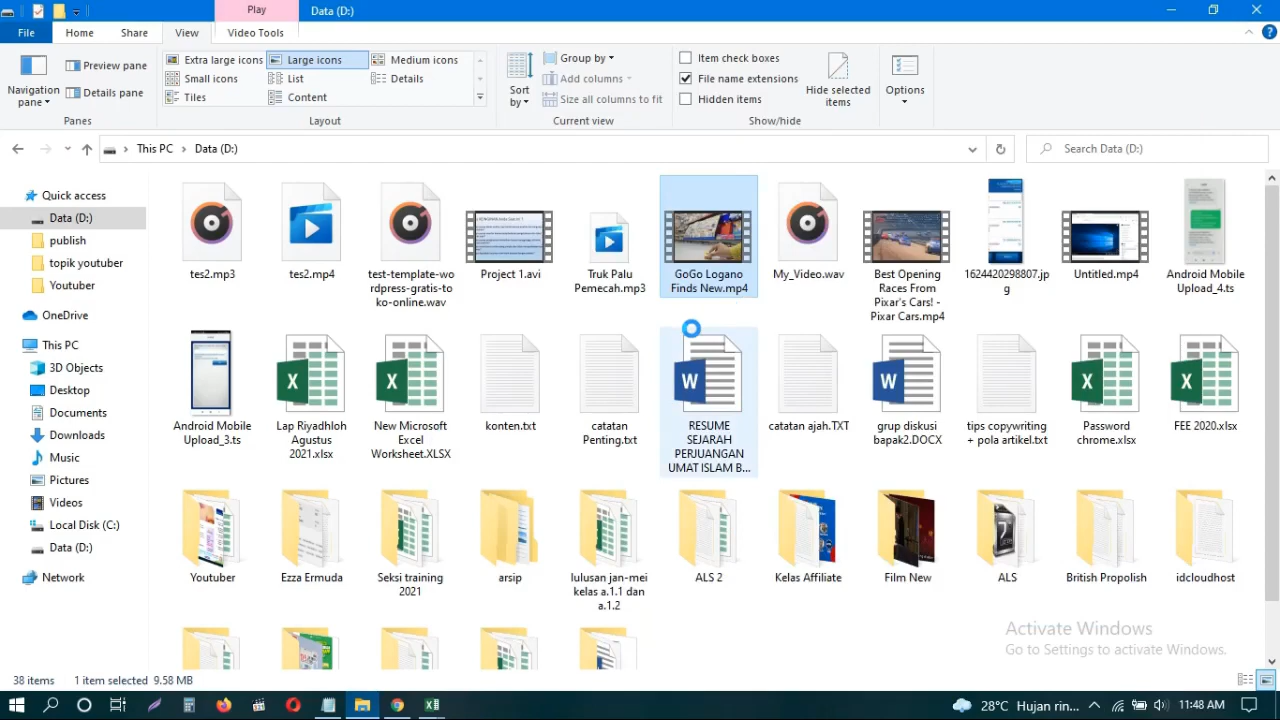 Play
Data (D:)
File
Home
Share
View
Video Tools
Navigation
pane
Preview pane
Details pane
Panes
Extra large icons
Large icons
Medium icons
Small icons
List
Details
Tiles
Content
Layout
Sort
by
Group by
Add columns
Size all columns to fit
Current view
Item check boxes
File name extensions
Hidden items
Hide selected
items
Show/hide
Options
This PC
Data (D:)
Search Data (D:)
Quick access
Data (D:)
publish
topik youtuber
Youtuber
OneDrive
This PC
3D Objects
Desktop
Documents
Downloads
Music
Pictures
Videos
Local Disk (C:)
Data (D:)
Network
tes2.mp3
tes2.mp4
test-template-wo
rdpress-gratis-to
ko-online.wav
Project 1.avi
Truk Palu
Pemecah.mp3
GoGo Logano
Finds New.mp4
My_Video.wav
Best Opening
Races From
Pixar's Cars! -
Pixar Cars.mp4
1624420298807.jp
g
Untitled.mp4
Android Mobile
Upload_4.ts
Android Mobile
Upload_3.ts
Lap Riyadhloh
Agustus
2021.xlsx
New Microsoft
Excel
Worksheet.XLSX
konten.txt
catatan
Penting.txt
RESUME
SEJARAH
PERJUANGAN
UMAT ISLAM B...
catatan ajah.TXT
grup diskusi
bapak2.DOCX
tips copywriting
+ pola artikel.txt
Password
chrome.xlsx
FEE 2020.xlsx
Youtuber
Ezza Ermuda
Seksi training
2021
arsip
lulusan jan-mei
kelas a.1.1 dan
a.1.2
ALS 2
Kelas Affiliate
Film New
ALS
British Propolish
idcloudhost
Activate Windows
Go to Settings to activate Windows.
38 items
1 item selected 9.58 MB
28°C Hujan rin...
11:48 AM